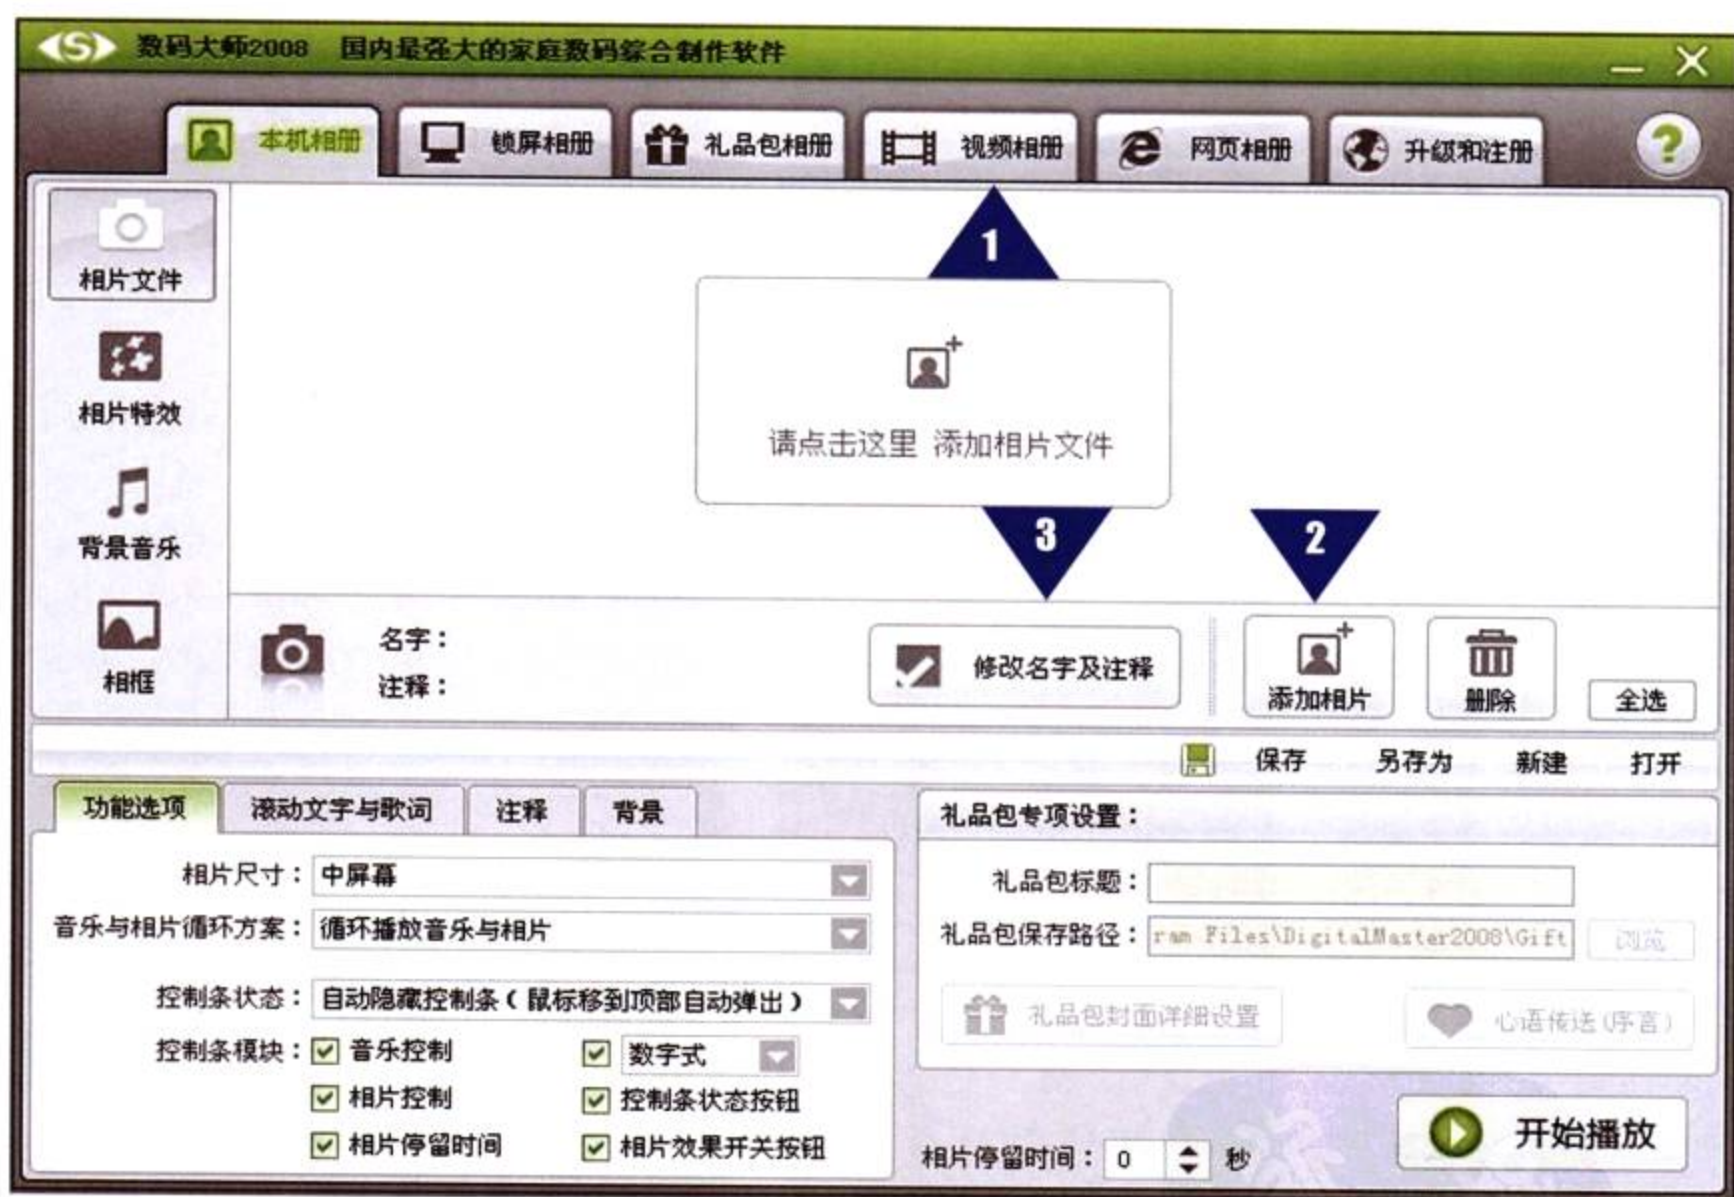 数码大师2008 国内最强大的家庭数码综合制作软件
本机相册 锁屏相册 礼品包相册 视频相册 网页相册 升级和注册 ?
相片文件
相片特效
背景音乐
相框
1
请点击这里 添加相片文件
3 2
名字：
注释：
修改名字及注释 添加相片 删除 全选
保存 另存为 新建 打开
功能选项 滚动文字与歌词 注释 背景
相片尺寸：中屏幕
音乐与相片循环方案：循环播放音乐与相片
控制条状态：自动隐藏控制条（鼠标移到顶部自动弹出）
控制条模块：音乐控制 数字式
相片控制 控制条状态按钮
相片停留时间 相片效果开关按钮
礼品包专项设置：
礼品包标题：
礼品包保存路径：ram Files\DigitalMaster2008\Gift 浏览
礼品包封面详细设置 心语传送(序言)
相片停留时间：0 秒
开始播放